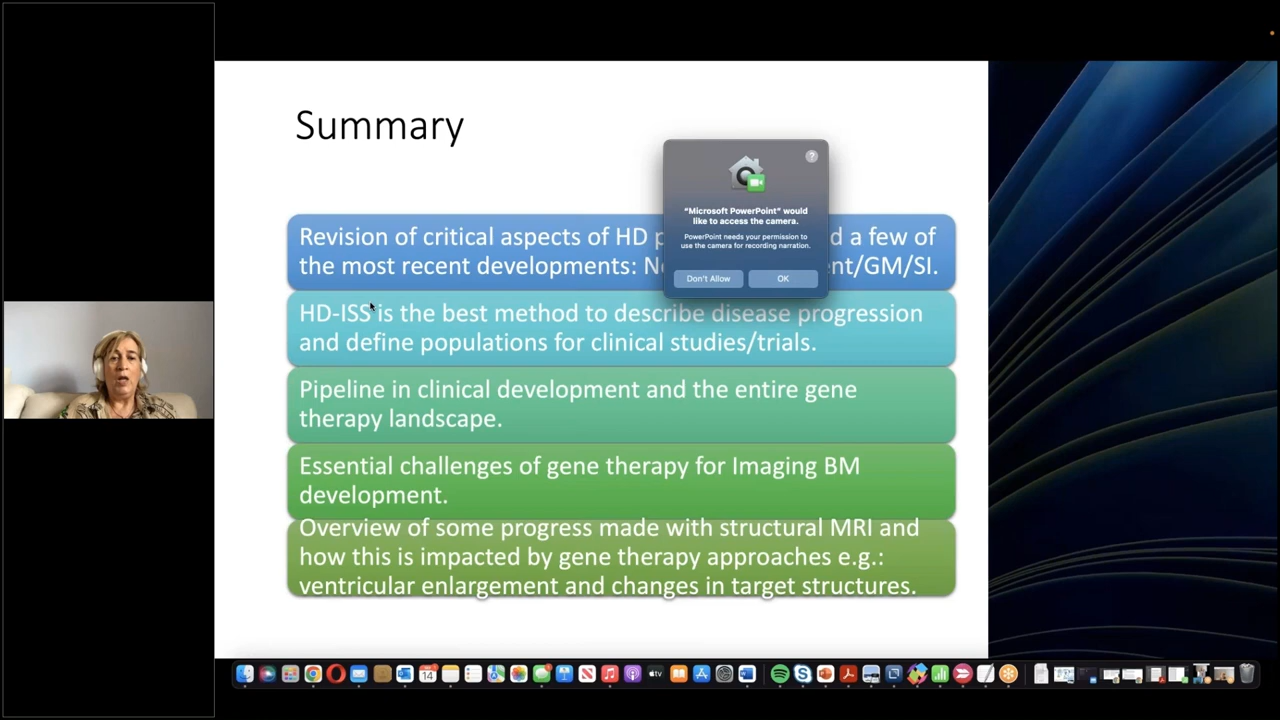 Summary
?
"Microsoft PowerPoint" would
like to access the camera.
PowerPoint needs your permission to
use the camera for recording narration.
Don't Allow
OK
Revision of critical aspects of HD p d a few of
the most recent developments: N nt/GM/SI.
HD-ISS is the best method to describe disease progression
and define populations for clinical studies/trials.
Pipeline in clinical development and the entire gene
therapy landscape.
Essential challenges of gene therapy for Imaging BM
development.
Overview of some progress made with structural MRI and
how this is impacted by gene therapy approaches e.g.:
ventricular enlargement and changes in target structures.
14
tv